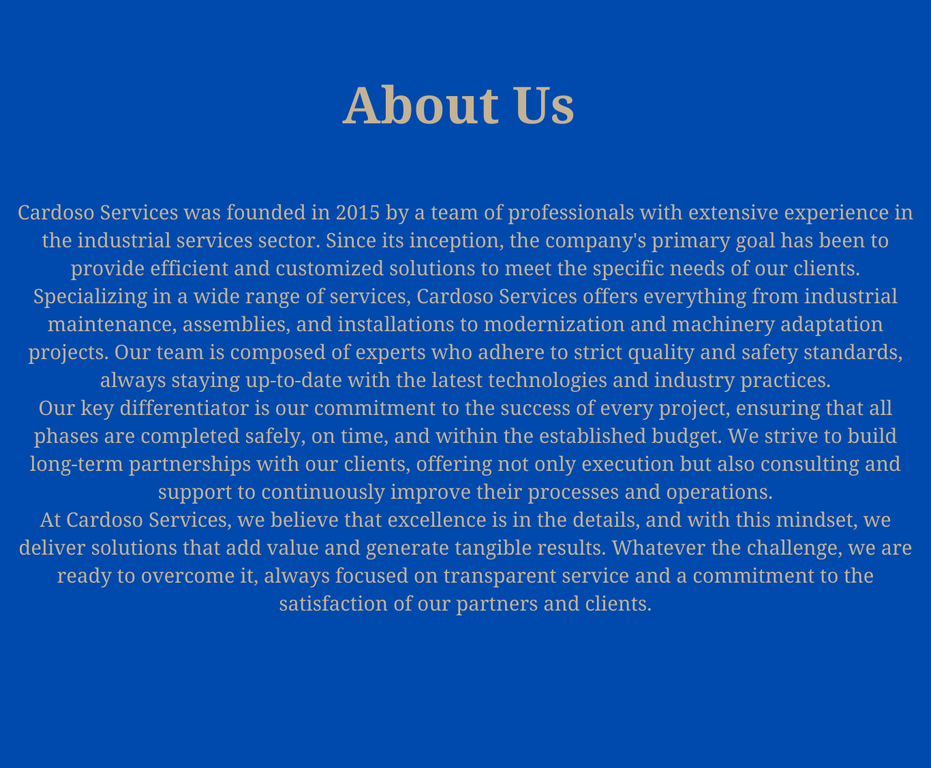 About Us
Cardoso Services was founded in 2015 by a team of professionals with extensive experience in
the industrial services sector. Since its inception, the company's primary goal has been to
provide efficient and customized solutions to meet the specific needs of our clients.
Specializing in a wide range of services, Cardoso Services offers everything from industrial
maintenance, assemblies, and installations to modernization and machinery adaptation
projects. Our team is composed of experts who adhere to strict quality and safety standards,
always staying up-to-date with the latest technologies and industry practices.
Our key differentiator is our commitment to the success of every project, ensuring that all
phases are completed safely, on time, and within the established budget. We strive to build
long-term partnerships with our clients, offering not only execution but also consulting and
support to continuously improve their processes and operations.
At Cardoso Services, we believe that excellence is in the details, and with this mindset, we
deliver solutions that add value and generate tangible results. Whatever the challenge, we are
ready to overcome it, always focused on transparent service and a commitment to the
satisfaction of our partners and clients.